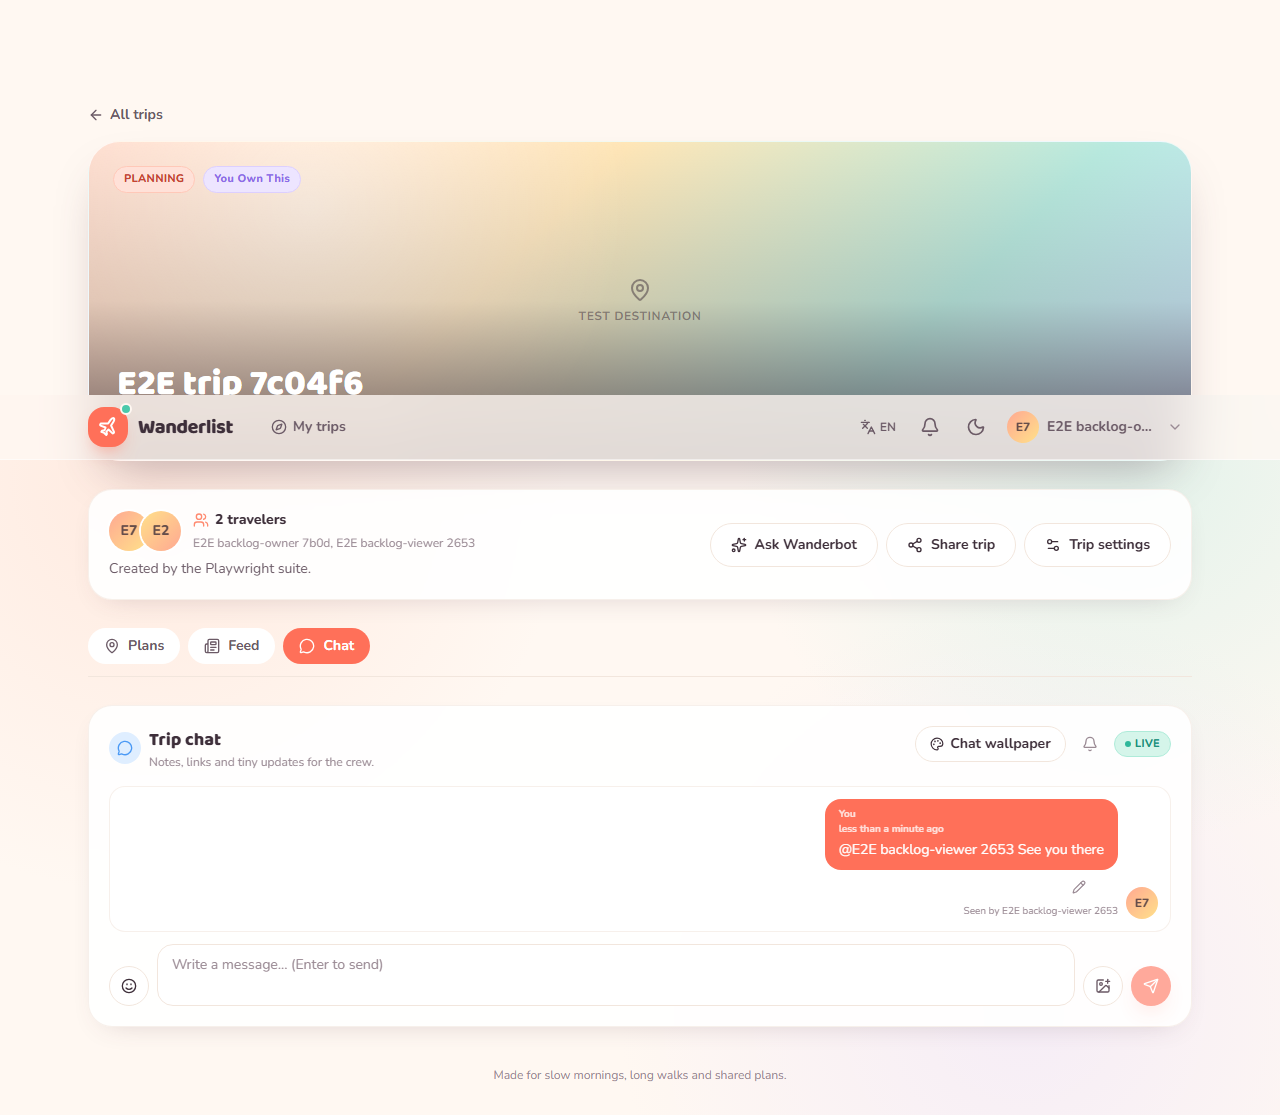 All trips
PLANNING
You Own This
TEST DESTINATION
E2E trip 7c04f6
Wanderlist
My trips
EN
E7
E2E backlog-o...
E7
E2
2 travelers
E2E backlog-owner 7b0d, E2E backlog-viewer 2653
Created by the Playwright suite.
Ask Wanderbot
Share trip
Trip settings
Plans
Feed
Chat
Trip chat
Notes, links and tiny updates for the crew.
Chat wallpaper
LIVE
You
less than a minute ago
@E2E backlog-viewer 2653 See you there
Seen by E2E backlog-viewer 2653
E7
Write a message... (Enter to send)
Made for slow mornings, long walks and shared plans.